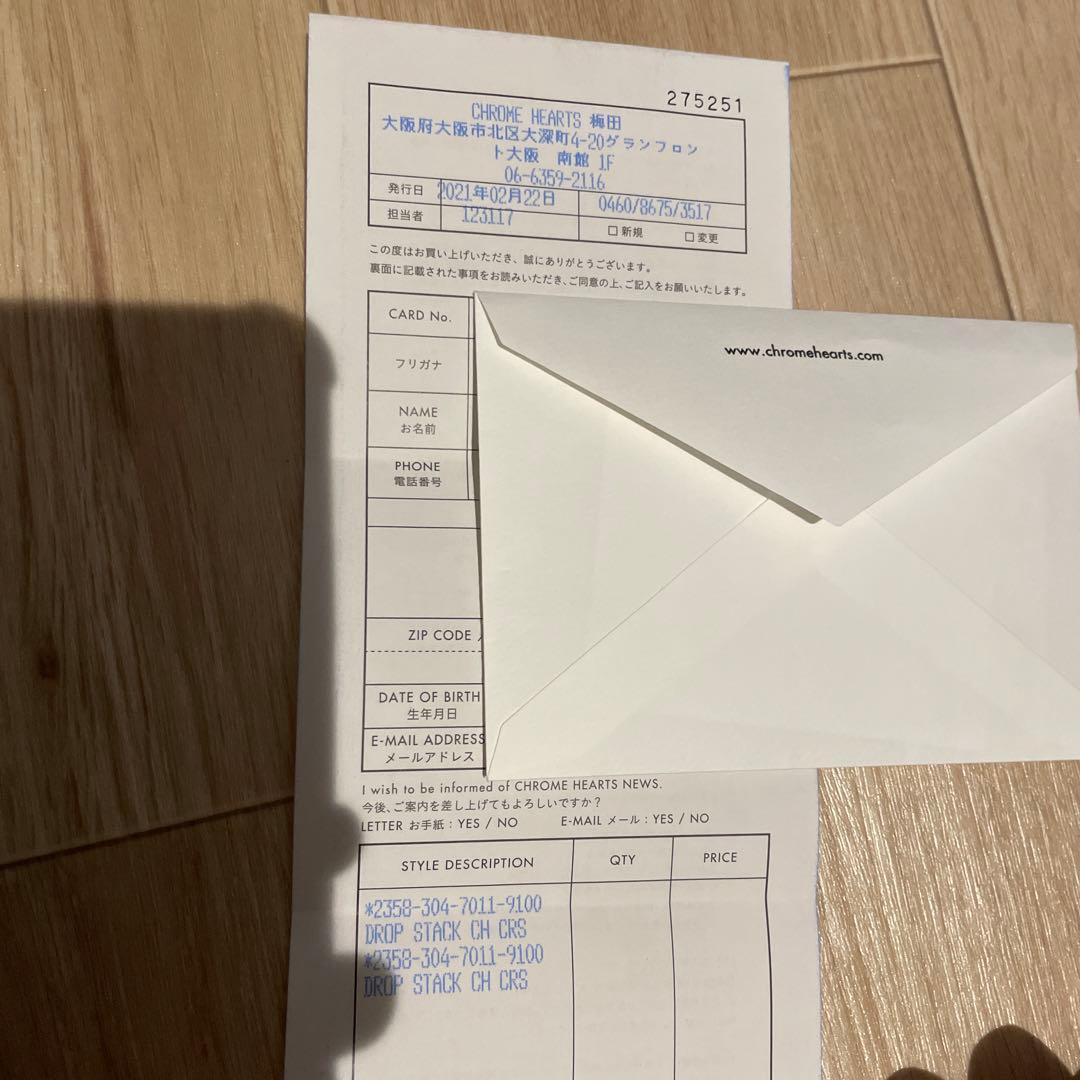 275251
CHROME HEARTS 梅田
大阪府大阪市北区大深町4-20グランフロン
ト大阪 南館 1F
06-6359-2116
発行日 2021年02月22日 0460/8675/3517
担当者 123117 □ 新規 □ 変更
この度はお買い上げいただき、誠にありがとうございます。
裏面に記載された事項をお読みいただき、ご同意の上、ご記入をお願いいたします。
CARD No.
フリガナ
NAME
お名前
PHONE
電話番号
ZIP CODE
DATE OF BIRTH
生年月日
E-MAIL ADDRESS
メールアドレス
www.chromehearts.com
I wish to be informed of CHROME HEARTS NEWS.
今後、ご案内を差し上げてもよろしいですか？
LETTER お手紙：YES / NO E-MAIL メール：YES / NO
STYLE DESCRIPTION QTY PRICE
*2358-304-7011-9100
DROP STACK CH CRS
*2358-304-7011-9100
DROP STACK CH CRS